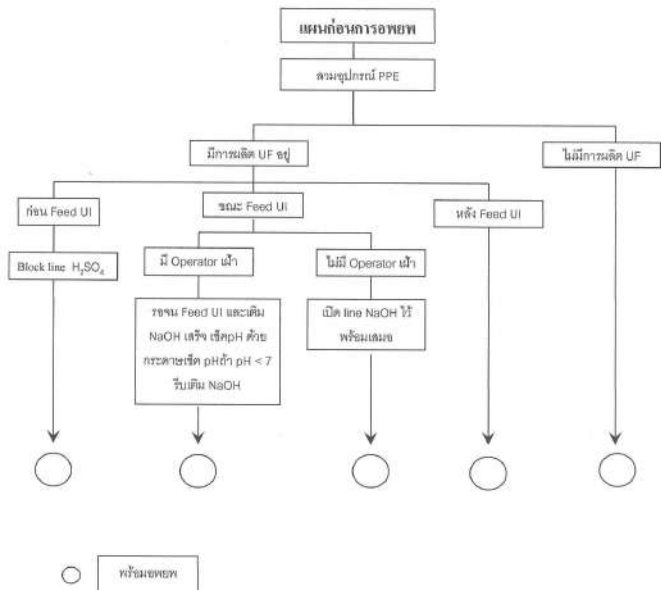 แผนก่อนการอพยพ
สวมอุปกรณ์ PPE
มีการผลิต UF อยู่
ไม่มีการผลิต UF
ก่อน Feed UI
ขณะ Feed UI
หลัง Feed UI
Block line H₂SO₄
มี Operator เฝ้า
ไม่มี Operator เฝ้า
รอจน Feed UI และเติม
NaOH เสร็จ เช็คpH ด้วย
กระดาษเช็ค pHถ้า pH < 7
รีบเติม NaOH
เปิด line NaOH ไว้
พร้อมเสมอ
พร้อมอพยพ